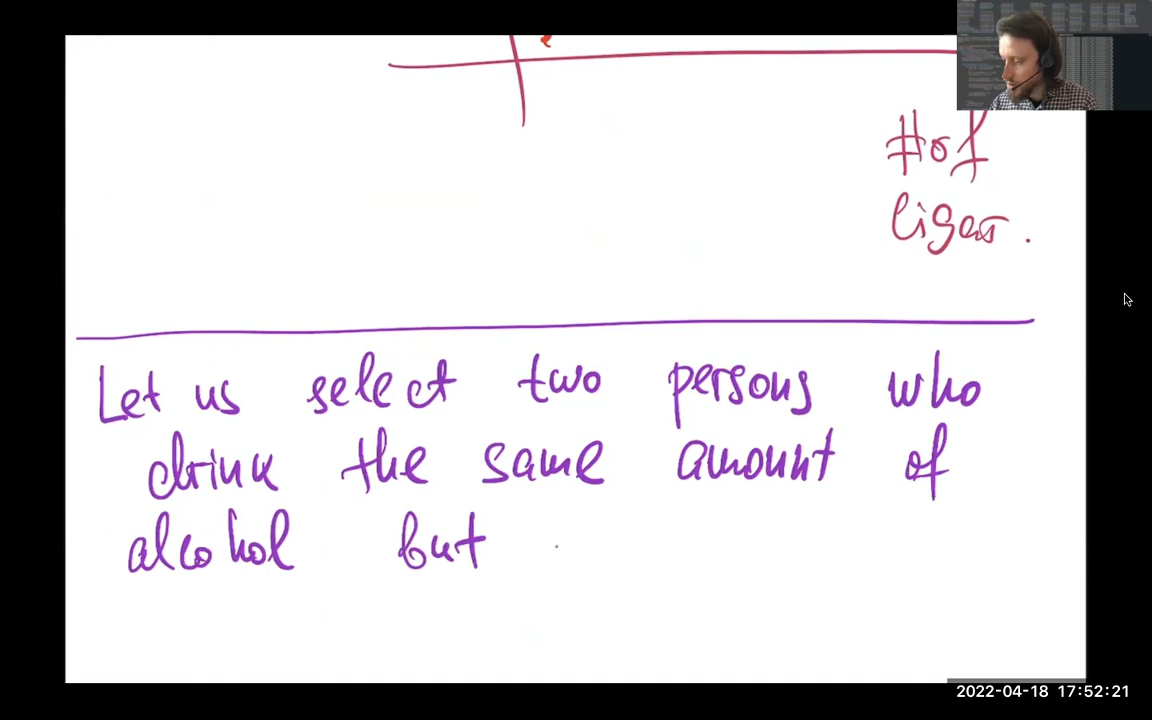 #of
cigar.
Let us select two persons who
drink the same amount of
alcohol but
2022-04-18 17:52:21